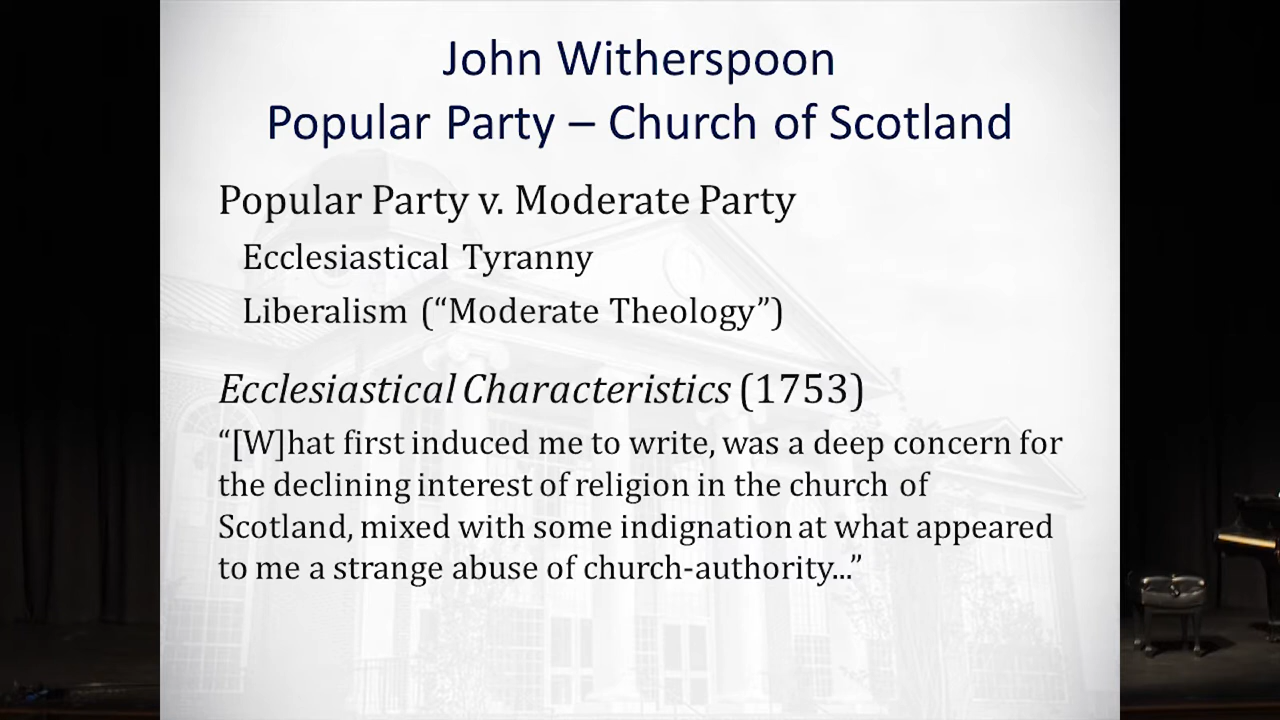 John Witherspoon
Popular Party – Church of Scotland
Popular Party v. Moderate Party
Ecclesiastical Tyranny
Liberalism (“Moderate Theology”)
Ecclesiastical Characteristics (1753)
“[W]hat first induced me to write, was a deep concern for
the declining interest of religion in the church of
Scotland, mixed with some indignation at what appeared
to me a strange abuse of church-authority...”